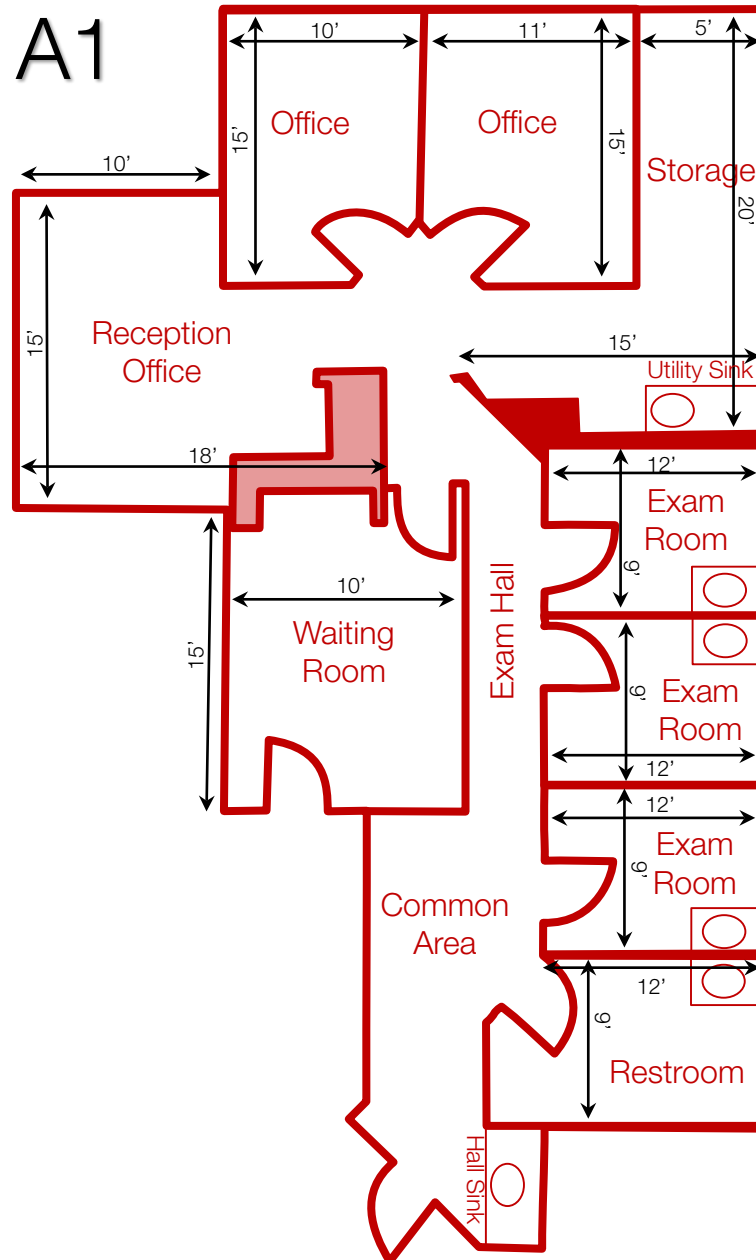 A1
10’
11’
5’
Office
Office
15’
15’
Storage
20’
10’
15’
Reception
Office
15’
Utility Sink
18’
12’
Exam
Room
9’
10’
Waiting
Room
15’
Exam Hall
9’
Exam
Room
12’
12’
Exam
Room
9’
Common
Area
12’
9’
Restroom
Hall Sink